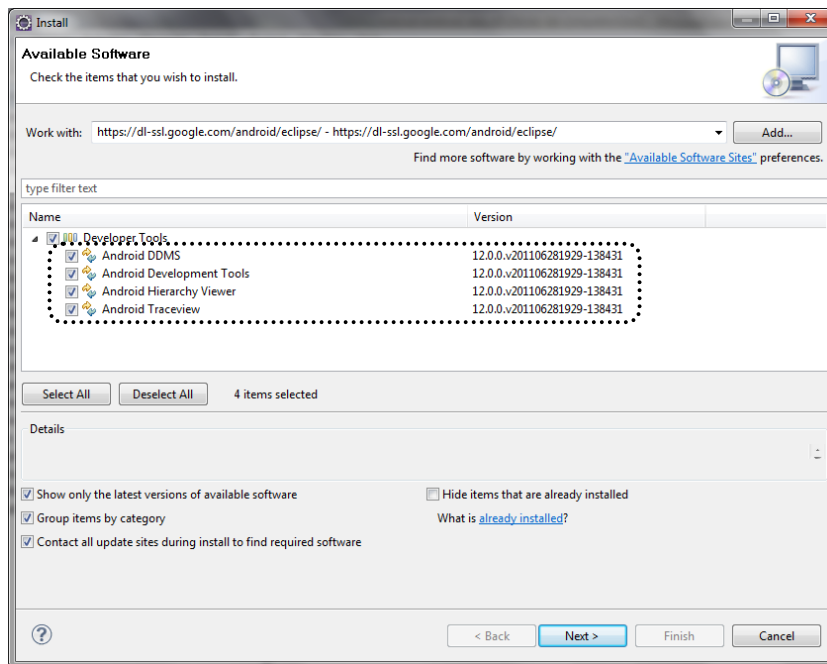 Install
Available Software
Check the items that you wish to install.
Work with: https://dl-ssl.google.com/android/eclipse/ - https://dl-ssl.google.com/android/eclipse/ Add...
Find more software by working with the "Available Software Sites" preferences.
type filter text
Name Version
Developer Tools
Android DDMS 12.0.0.v201106281929-138431
Android Development Tools 12.0.0.v201106281929-138431
Android Hierarchy Viewer 12.0.0.v201106281929-138431
Android Traceview 12.0.0.v201106281929-138431
Select All Deselect All 4 items selected
Details
Show only the latest versions of available software Hide items that are already installed
Group items by category What is already installed?
Contact all update sites during install to find required software
< Back Next > Finish Cancel